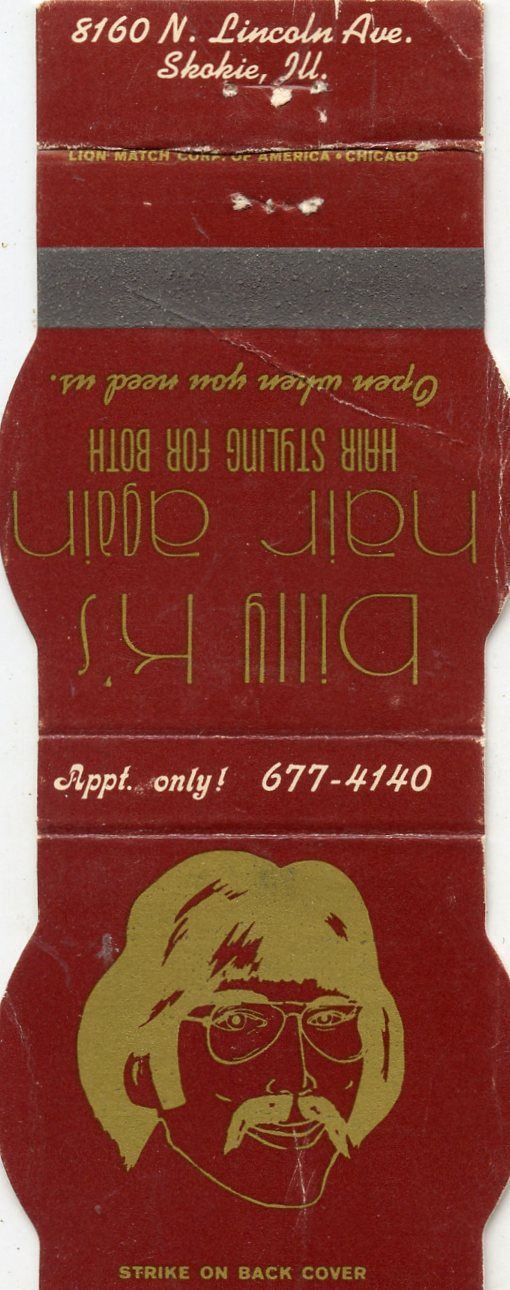 8160 N. Lincoln Ave.
Skokie, Ill.
LION MATCH CORP. OF AMERICA • CHICAGO
billy k's
hair again
HAIR STYLING FOR BOTH
Open when you need us.
Appt. only! 677-4140
STRIKE ON BACK COVER